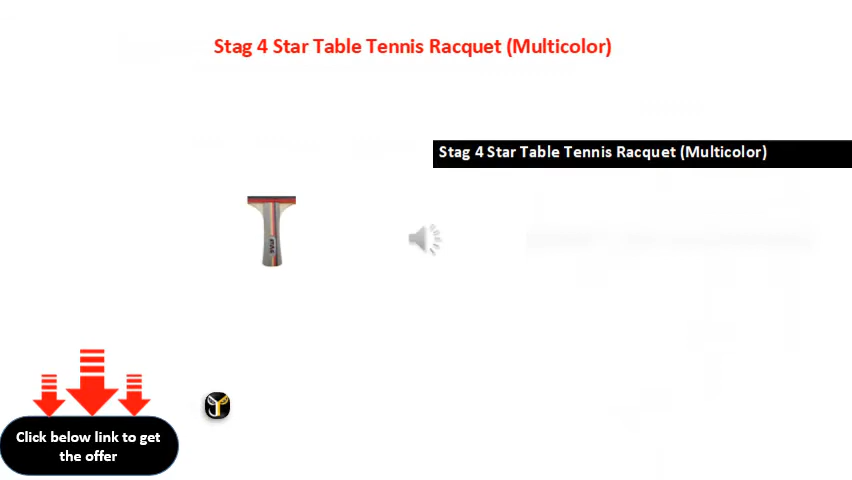 Stag 4 Star Table Tennis Racquet (Multicolor)
Stag 4 Star Table Tennis Racquet (Multicolor)
Click below link to get
the offer